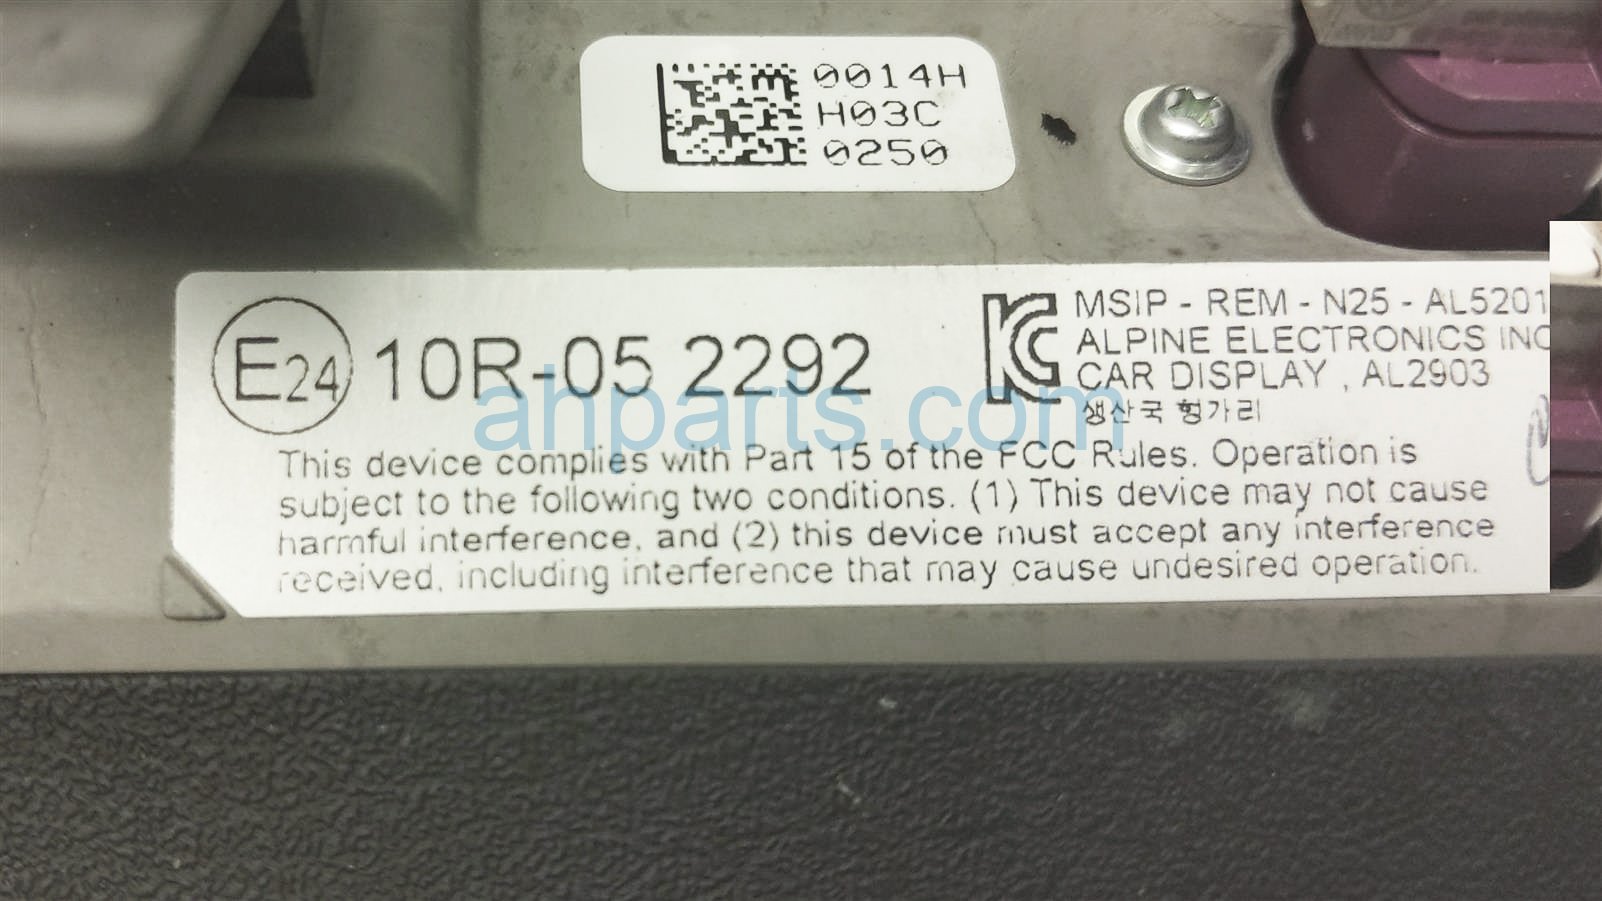 0014H
H03C
0250
E24 10R-05 2292
MSIP - REM - N25 - AL5201
ALPINE ELECTRONICS INC
CAR DISPLAY , AL2903
생산국 헝가리
This device complies with Part 15 of the FCC Rules. Operation is
subject to the following two conditions. (1) This device may not cause
harmful interference, and (2) this device must accept any interference
received, including interference that may cause undesired operation.
ahparts.com